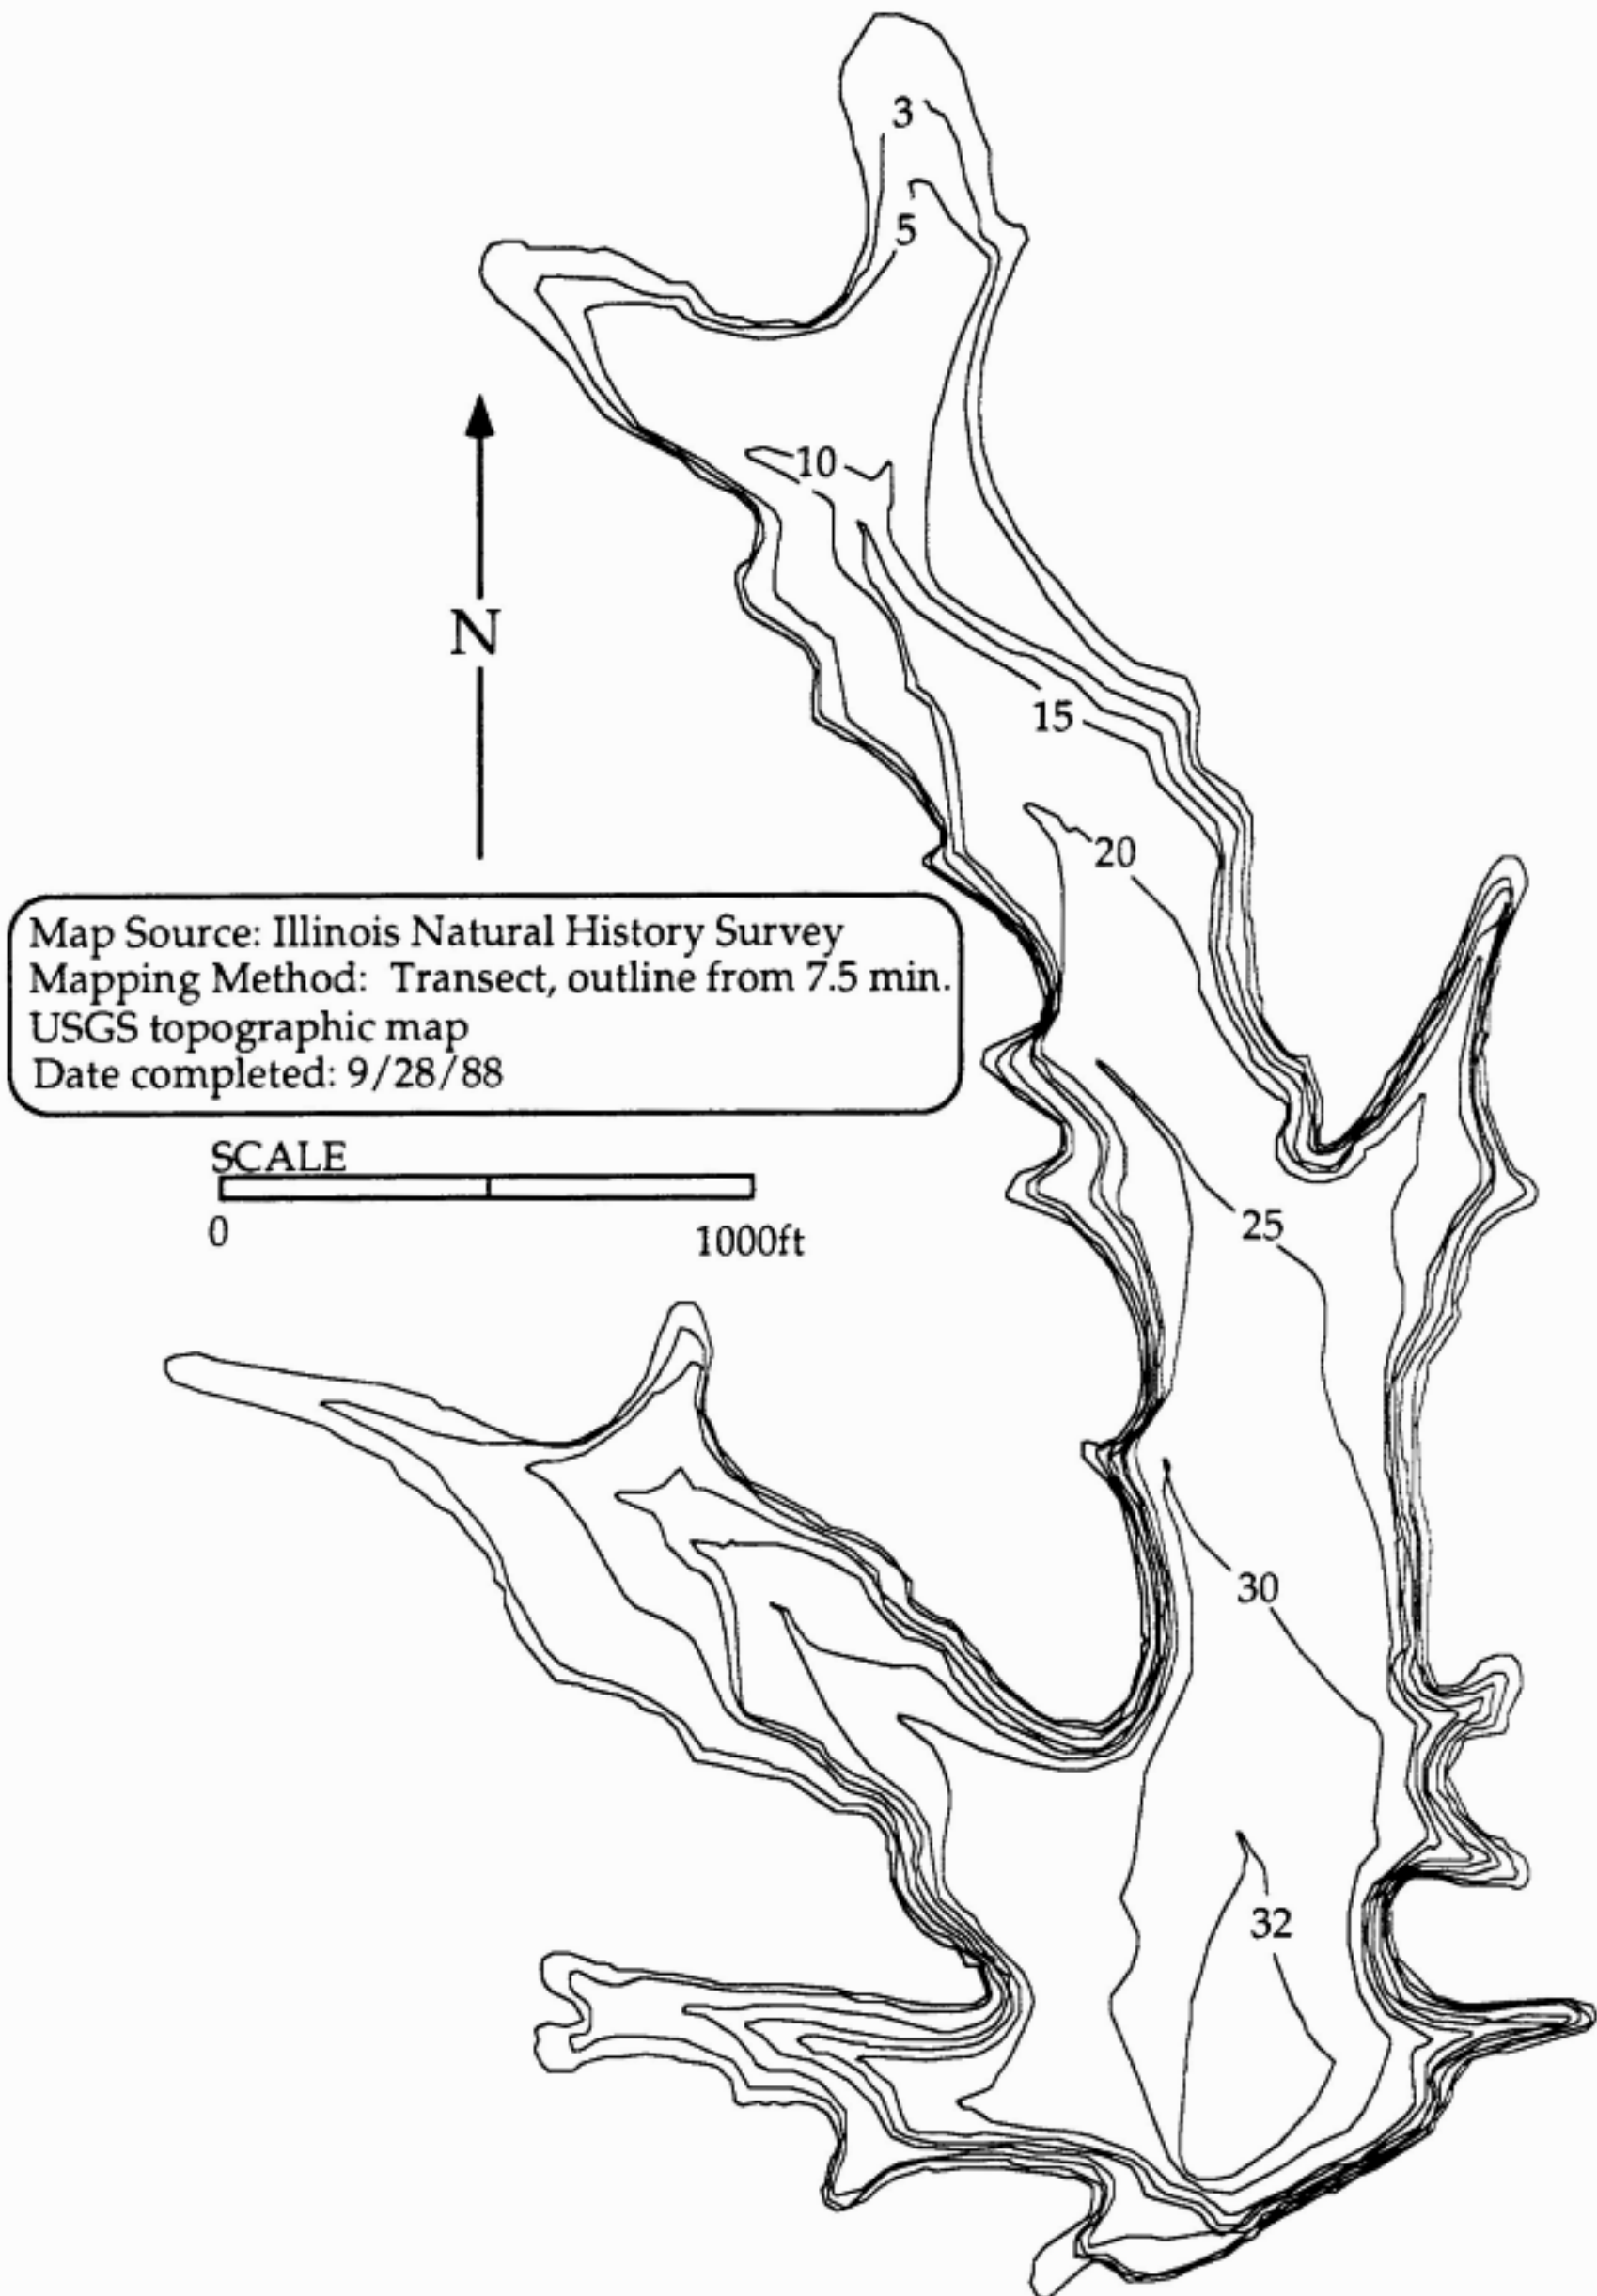 3
5
10
N
15
20
Map Source: Illinois Natural History Survey
Mapping Method: Transect, outline from 7.5 min.
USGS topographic map
Date completed: 9/28/88
SCALE
0 1000ft
25
30
32